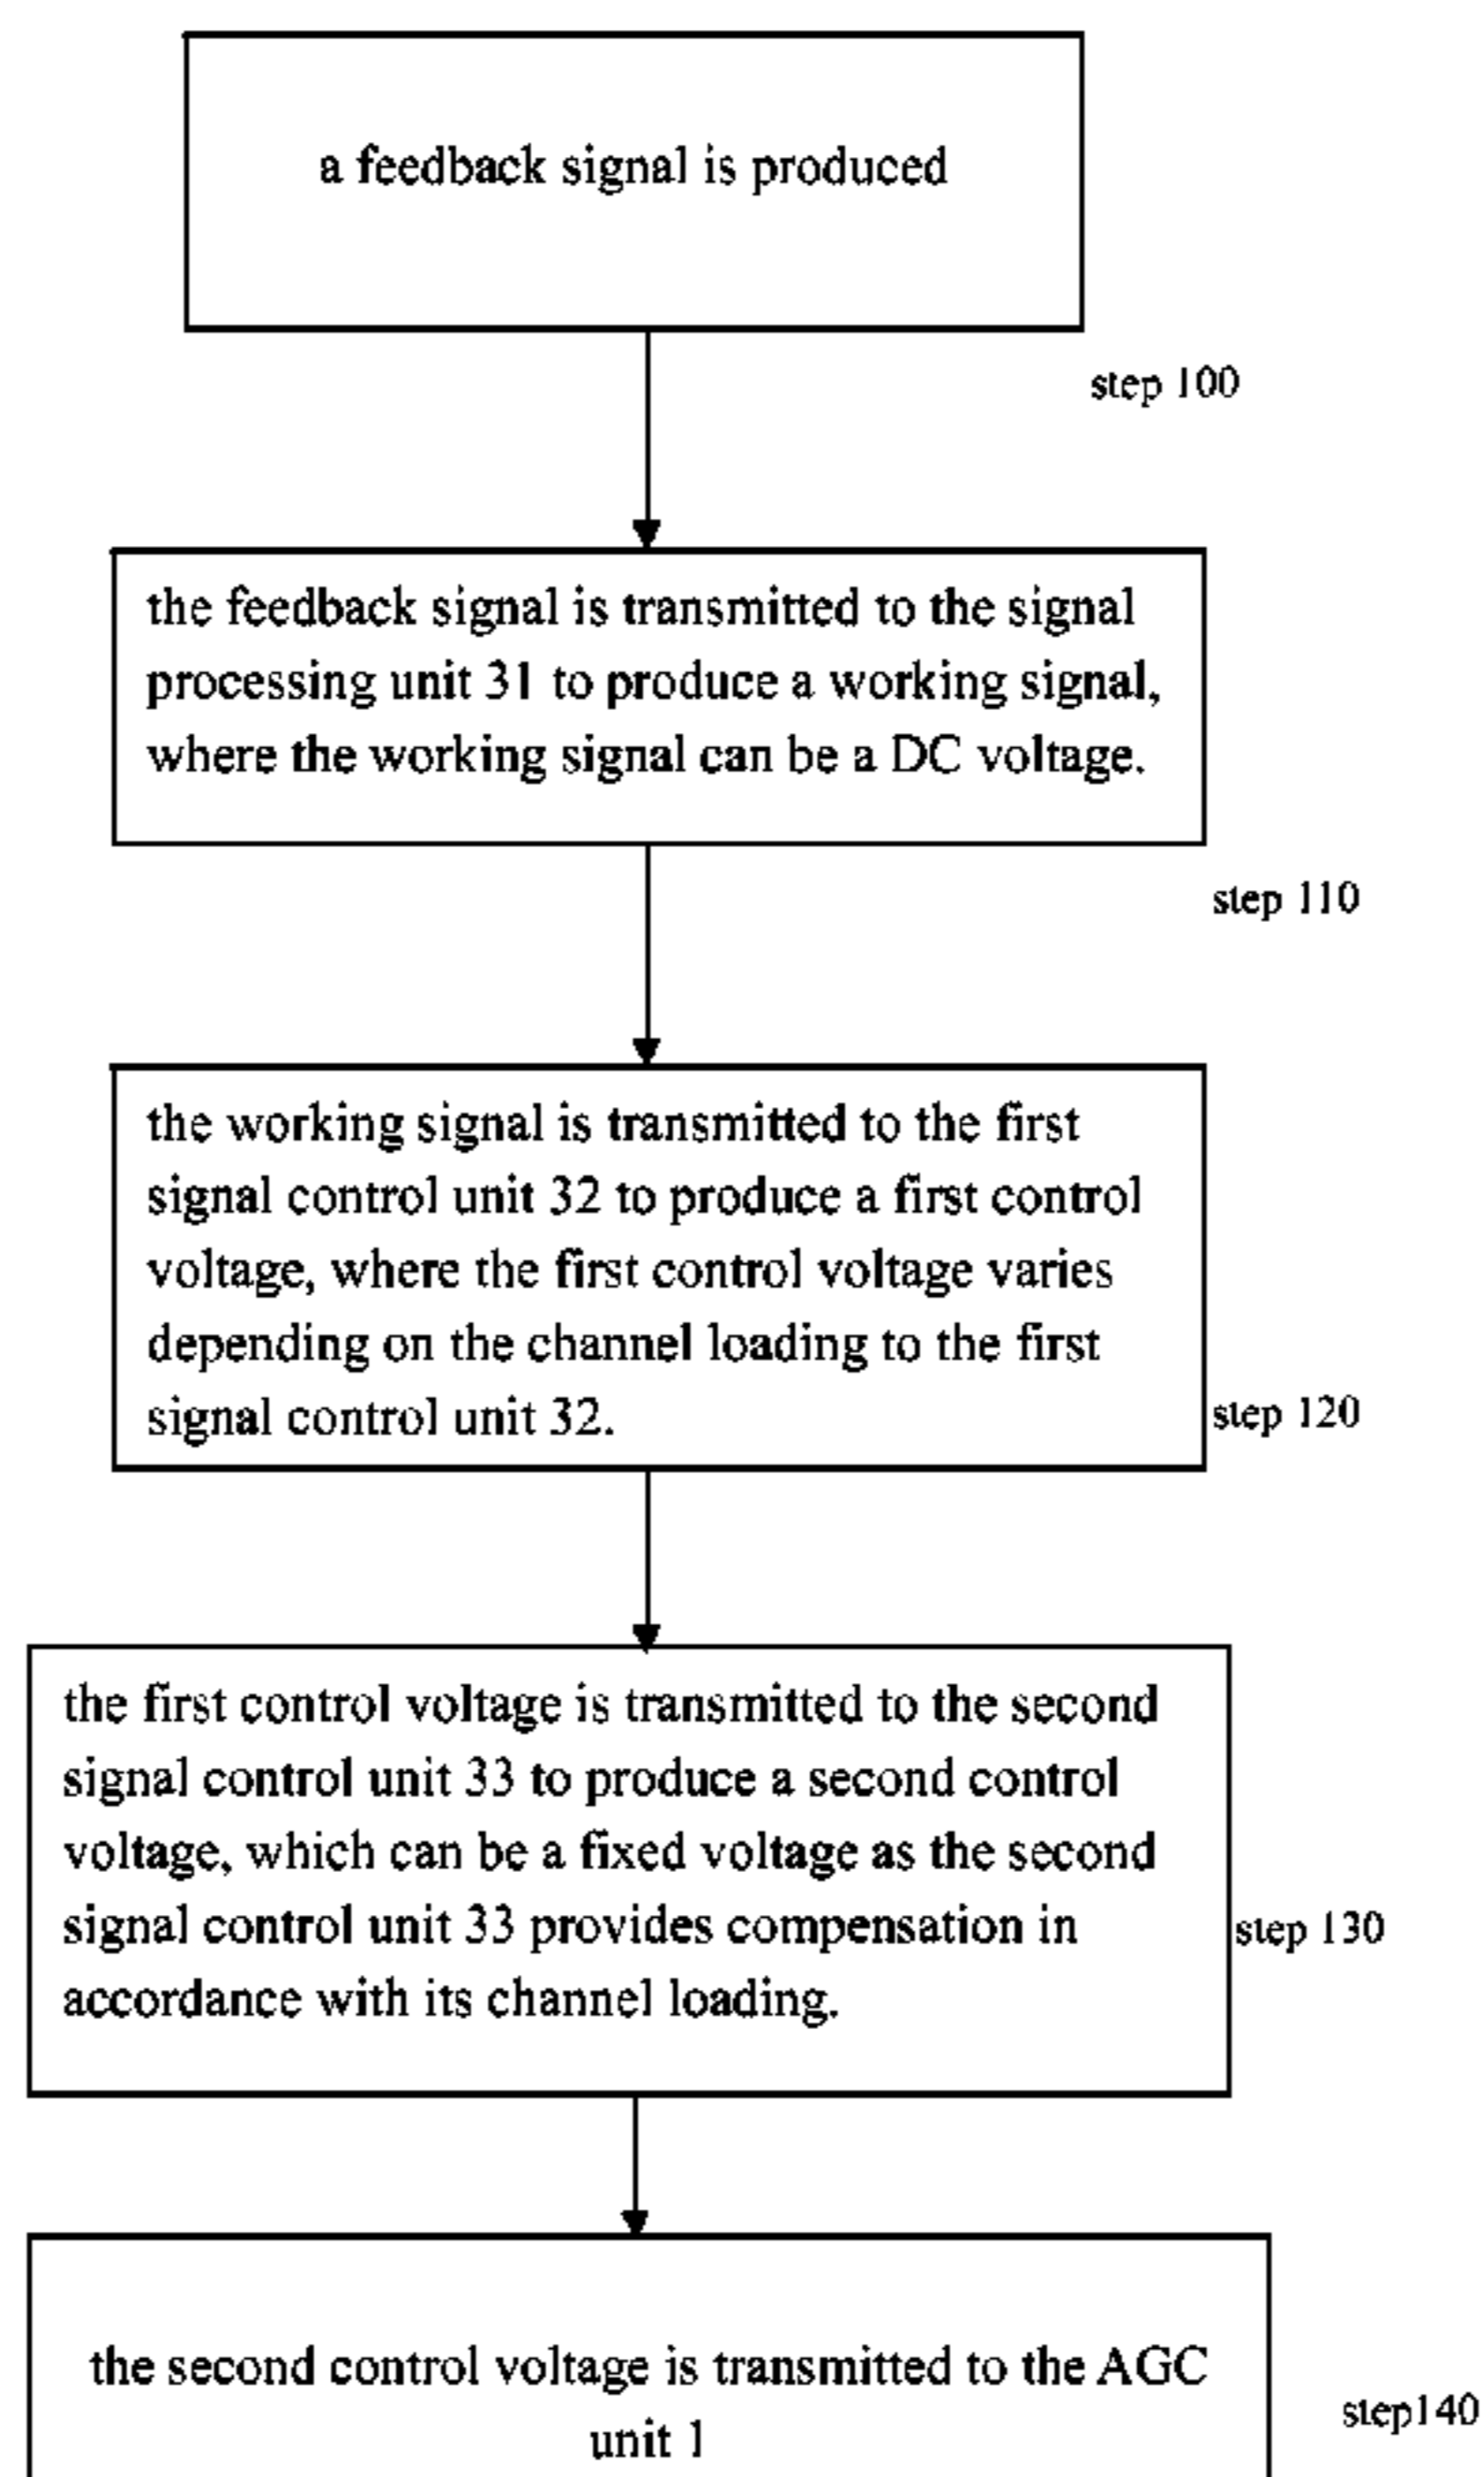 a feedback signal is produced
step 100
the feedback signal is transmitted to the signal
processing unit 31 to produce a working signal,
where the working signal can be a DC voltage.
step 110
the working signal is transmitted to the first
signal control unit 32 to produce a first control
voltage, where the first control voltage varies
depending on the channel loading to the first
signal control unit 32.
step 120
the first control voltage is transmitted to the second
signal control unit 33 to produce a second control
voltage, which can be a fixed voltage as the second
signal control unit 33 provides compensation in
accordance with its channel loading.
step 130
the second control voltage is transmitted to the AGC
unit 1
step140